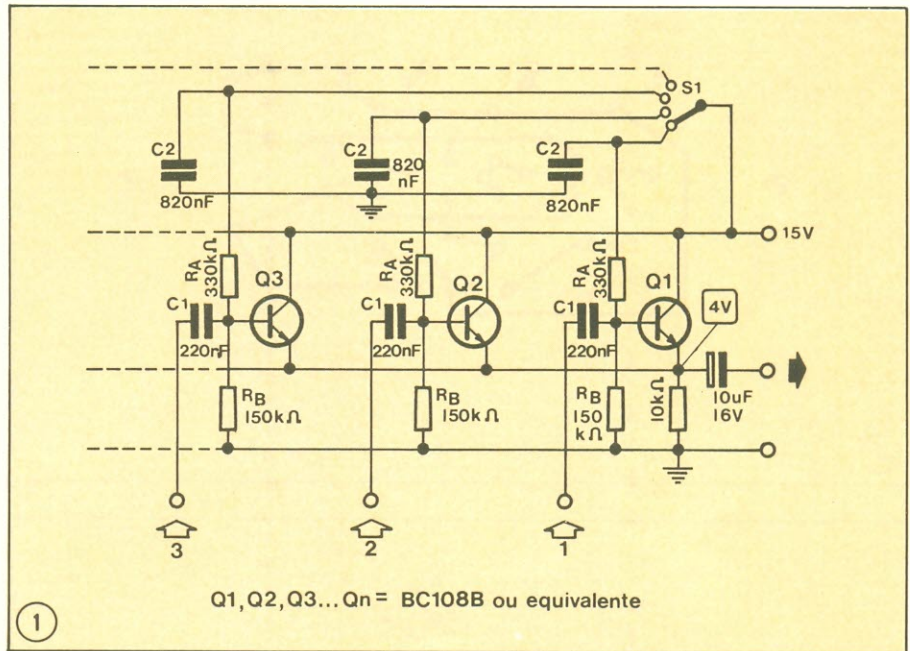 S1
C2
820nF
C2
820
nF
C2
820nF
15V
RA
330kΩ
Q3
C1
220nF
RB
150kΩ
RA
330kΩ
Q2
C1
220nF
RB
150kΩ
RA
330kΩ
Q1
C1
220nF
RB
150
kΩ
4V
10kΩ
10uF
16V
3
2
1
Q1,Q2,Q3...Qn= BC108B ou equivalente
1